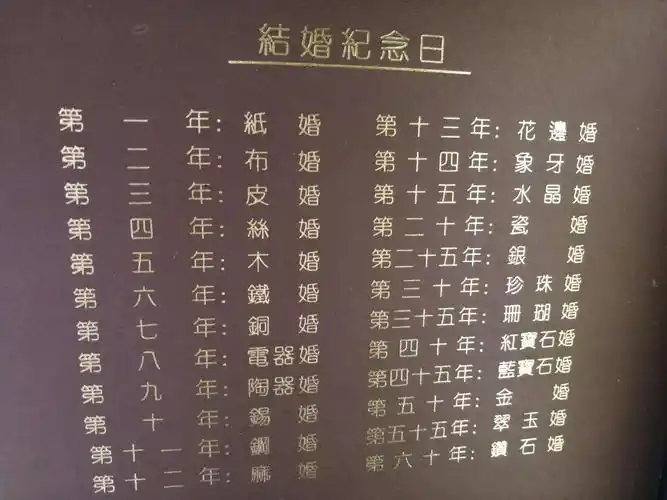 結婚紀念日
第一年:紙婚
第二年:布婚
第三年:皮婚
第四年:絲婚
第五年:木婚
第六年:鐵婚
第七年:銅婚
第八年:電器婚
第九年:陶器婚
第十年:錫婚
第十一年:鋼婚
第十二年:麻婚
第十三年:花邊婚
第十四年:象牙婚
第十五年:水晶婚
第二十年:瓷婚
第二十五年:銀婚
第三十年:珍珠婚
第三十五年:珊瑚婚
第四十年:紅寶石婚
第四十五年:藍寶石婚
第五十年:金婚
第五十五年:翠玉婚
第六十年:鑽石婚